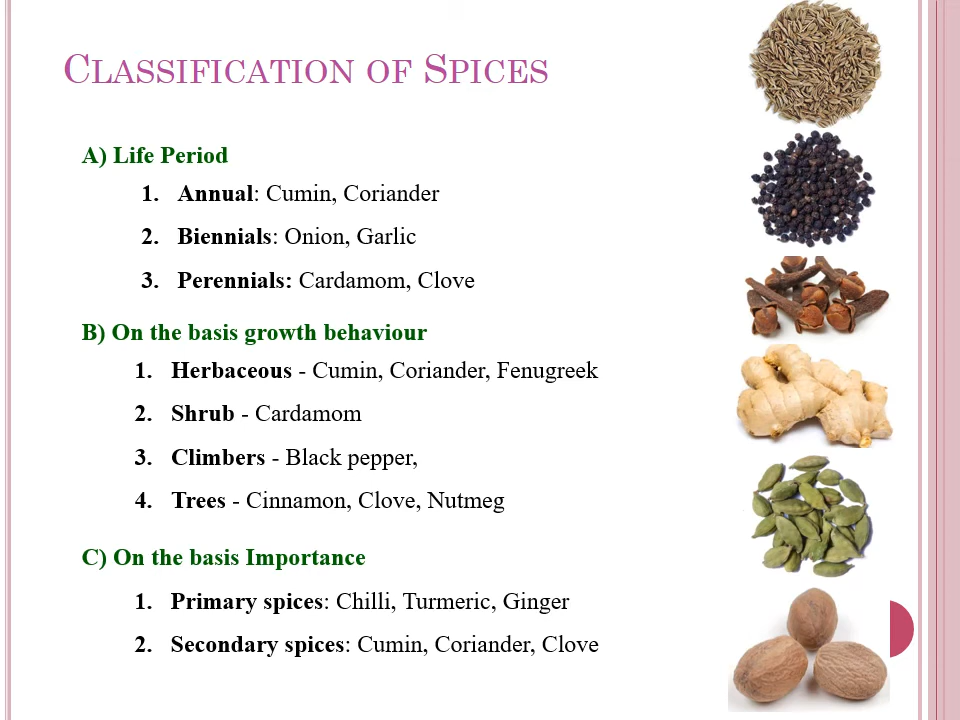 CLASSIFICATION OF SPICES
A) Life Period
1. Annual: Cumin, Coriander
2. Biennials: Onion, Garlic
3. Perennials: Cardamom, Clove
B) On the basis growth behaviour
1. Herbaceous - Cumin, Coriander, Fenugreek
2. Shrub - Cardamom
3. Climbers - Black pepper,
4. Trees - Cinnamon, Clove, Nutmeg
C) On the basis Importance
1. Primary spices: Chilli, Turmeric, Ginger
2. Secondary spices: Cumin, Coriander, Clove